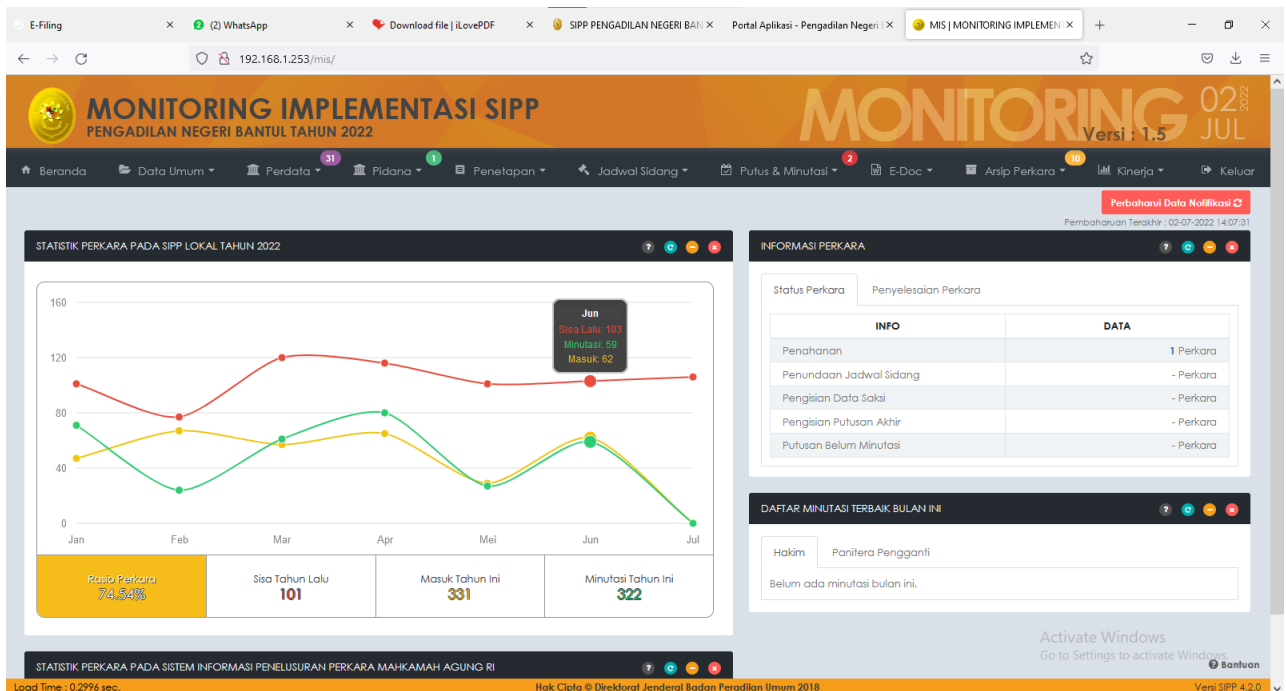 E-Filing
(2) WhatsApp
Download file | iLovePDF
SIPP PENGADILAN NEGERI BAN
Portal Aplikasi - Pengadilan Negeri
MIS | MONITORING IMPLEMEN
192.168.1.253/mis/
MONITORING IMPLEMENTASI SIPP
PENGADILAN NEGERI BANTUL TAHUN 2022
MONITORING
Versi : 1.5
02 2022
JUL
Beranda
Data Umum
Perdata 31
Pidana 1
Penetapan
Jadwal Sidang
Putus & Minutasi 2
E-Doc
Arsip Perkara 10
Kinerja
Keluar
Perbaharui Data Notifikasi
Pembaharuan Terakhir : 02-07-2022 14:07:31
STATISTIK PERKARA PADA SIPP LOKAL TAHUN 2022
160
120
80
40
0
Jun
Sisa Lalu: 103
Minutasi: 59
Masuk: 62
Jan Feb Mar Apr Mei Jun Jul
Rasio Perkara
74.54%
Sisa Tahun Lalu
101
Masuk Tahun Ini
331
Minutasi Tahun Ini
322
INFORMASI PERKARA
Status Perkara Penyelesaian Perkara
INFO DATA
Penahanan 1 Perkara
Penundaan Jadwal Sidang - Perkara
Pengisian Data Saksi - Perkara
Pengisian Putusan Akhir - Perkara
Putusan Belum Minutasi - Perkara
DAFTAR MINUTASI TERBAIK BULAN INI
Hakim Panitera Pengganti
Belum ada minutasi bulan ini.
STATISTIK PERKARA PADA SISTEM INFORMASI PENELUSURAN PERKARA MAHKAMAH AGUNG RI
Activate Windows
Go to Settings to activate Windows.
Bantuan
Load Time : 0.2996 sec.
Hak Cipta © Direktorat Jenderal Badan Peradilan Umum 2018
Versi SIPP 4.2.0